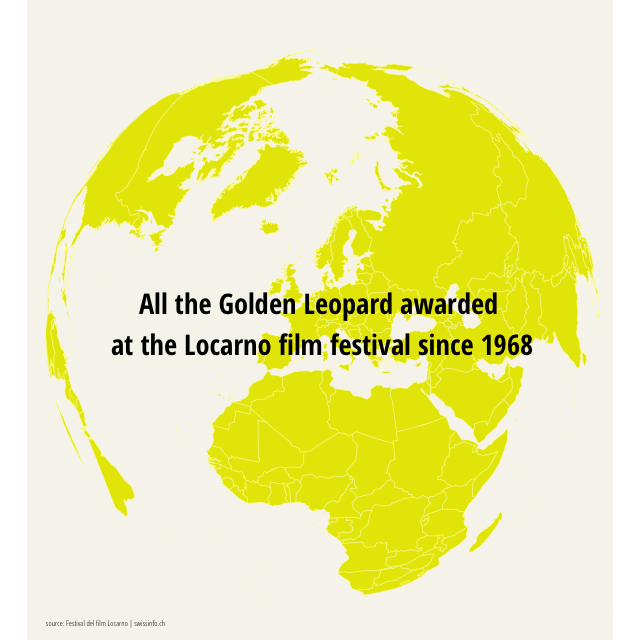 All the Golden Leopard awarded
at the Locarno film festival since 1968
source: Festival del film Locarno | swissinfo.ch